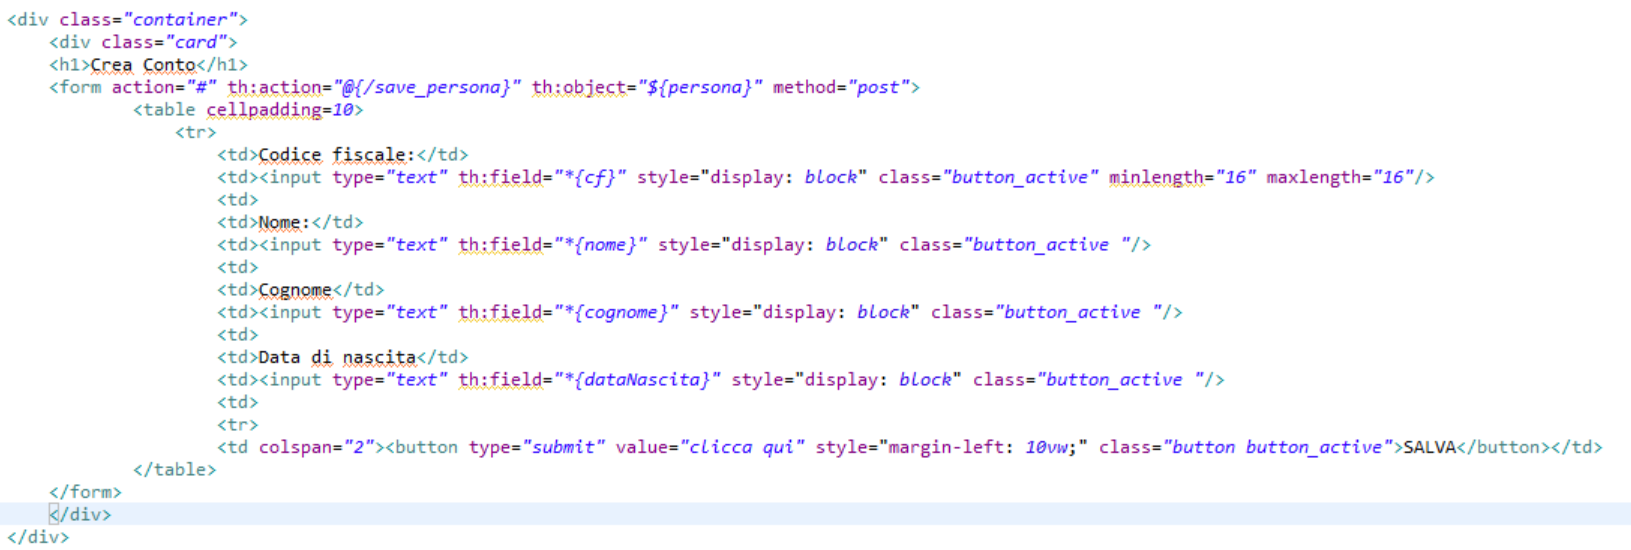 <div class="container">
<div class="card">
<h1>Crea Conto</h1>
<form action="#" th:action="@{/save_persona}" th:object="${persona}" method="post">
<table cellpadding=10>
<tr>
<td>Codice fiscale:</td>
<td><input type="text" th:field="*{cf}" style="display: block" class="button_active" minlength="16" maxlength="16"/>
<td>
<td>Nome:</td>
<td><input type="text" th:field="*{nome}" style="display: block" class="button_active "/>
<td>
<td>Cognome</td>
<td><input type="text" th:field="*{cognome}" style="display: block" class="button_active "/>
<td>
<td>Data di nascita</td>
<td><input type="text" th:field="*{dataNascita}" style="display: block" class="button_active "/>
<td>
<tr>
<td colspan="2"><button type="submit" value="clicca qui" style="margin-left: 10vw;" class="button button_active">SALVA</button></td>
</table>
</form>
</div>
</div>